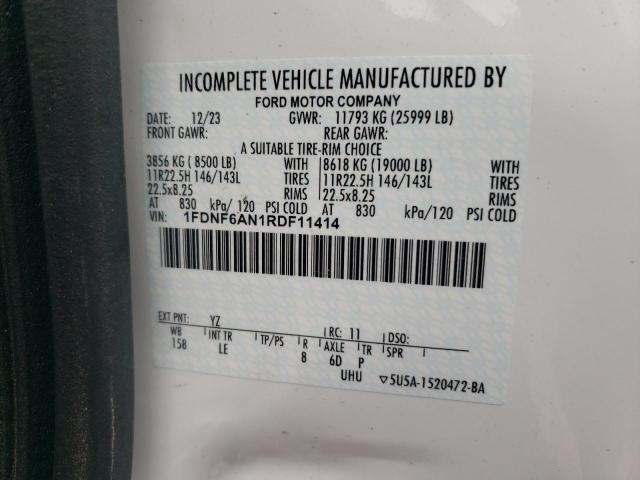 INCOMPLETE VEHICLE MANUFACTURED BY
FORD MOTOR COMPANY
DATE: 12/23 GVWR: 11793 KG (25999 LB)
FRONT GAWR: REAR GAWR:
A SUITABLE TIRE-RIM CHOICE
3856 KG ( 8500 LB) WITH 8618 KG (19000 LB) WITH
11R22.5H 146/143L TIRES 11R22.5H 146/143L TIRES
22.5x8.25 RIMS 22.5x8.25 RIMS
AT 830 kPa/ 120 PSI COLD AT 830 kPa/ 120 PSI COLD
VIN: 1FDNF6AN1RDF11414
EXT PNT: YZ RC: 11 DSO:
WB INT TR TP/PS R AXLE TR SPR
158 LE 8 6D P
UHU ▽5U5A-1520472-BA